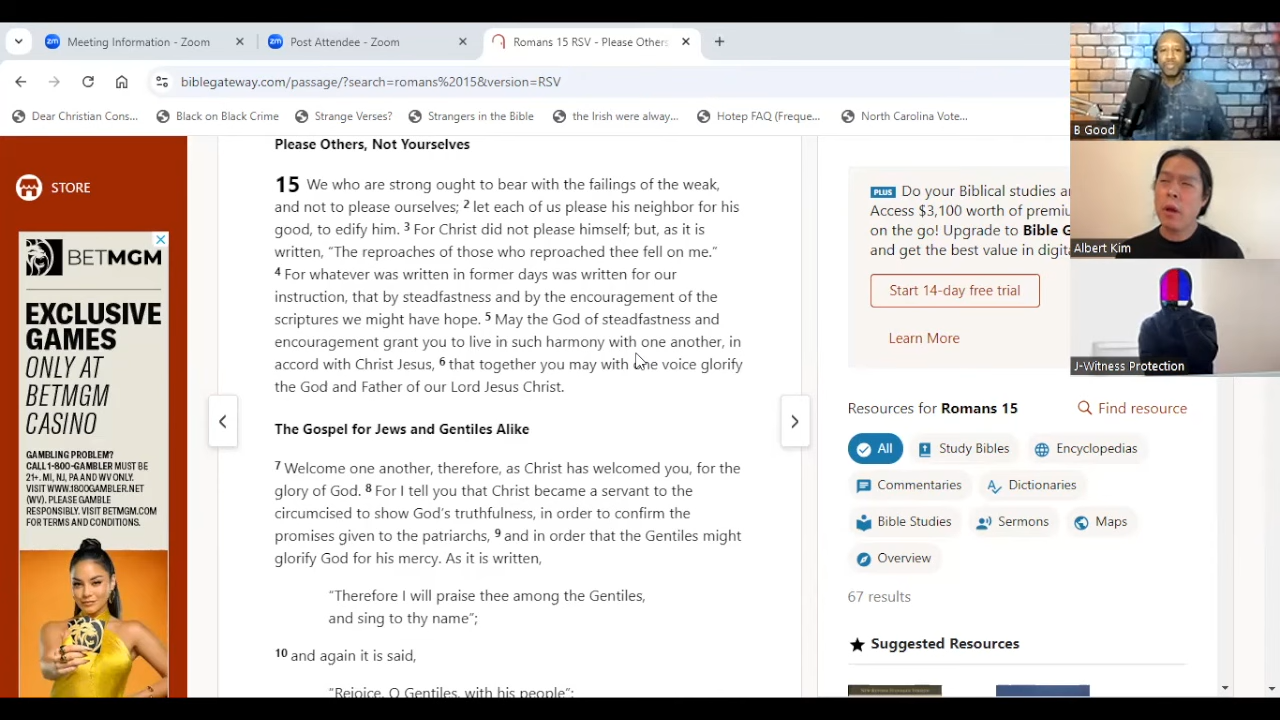 Meeting Information - Zoom
Post Attendee - Zoom
Romans 15 RSV - Please Others
biblegateway.com/passage/?search=romans%2015&version=RSV
Dear Christian Cons...
Black on Black Crime
Strange Verses?
Strangers in the Bible
the Irish were alway...
Hotep FAQ (Freque...
North Carolina Vote...
STORE
BETMGM
EXCLUSIVE
GAMES
ONLY AT
BETMGM
CASINO
GAMBLING PROBLEM?
CALL 1-800-GAMBLER MUST BE
21+. MI, NJ, PA AND WV ONLY.
VISIT WWW.1800GAMBLER.NET
(WV). PLEASE GAMBLE
RESPONSIBLY. VISIT BETMGM.COM
FOR TERMS AND CONDITIONS.
Please Others, Not Yourselves
15 We who are strong ought to bear with the failings of the weak,
and not to please ourselves; 2 let each of us please his neighbor for his
good, to edify him. 3 For Christ did not please himself; but, as it is
written, “The reproaches of those who reproached thee fell on me.”
4 For whatever was written in former days was written for our
instruction, that by steadfastness and by the encouragement of the
scriptures we might have hope. 5 May the God of steadfastness and
encouragement grant you to live in such harmony with one another, in
accord with Christ Jesus, 6 that together you may with one voice glorify
the God and Father of our Lord Jesus Christ.
The Gospel for Jews and Gentiles Alike
7 Welcome one another, therefore, as Christ has welcomed you, for the
glory of God. 8 For I tell you that Christ became a servant to the
circumcised to show God’s truthfulness, in order to confirm the
promises given to the patriarchs, 9 and in order that the Gentiles might
glorify God for his mercy. As it is written,
“Therefore I will praise thee among the Gentiles,
and sing to thy name”;
10 and again it is said,
“Rejoice, O Gentiles, with his people”;
PLUS Do your Biblical studies
Access $3,100 worth of
on the go! Upgrade to Bible
and get the best value in
Start 14-day free trial
Learn More
Resources for Romans 15
Find resource
All
Study Bibles
Encyclopedias
Commentaries
Dictionaries
Bible Studies
Sermons
Maps
Overview
67 results
Suggested Resources
B Good
Albert Kim
J-Witness Protection